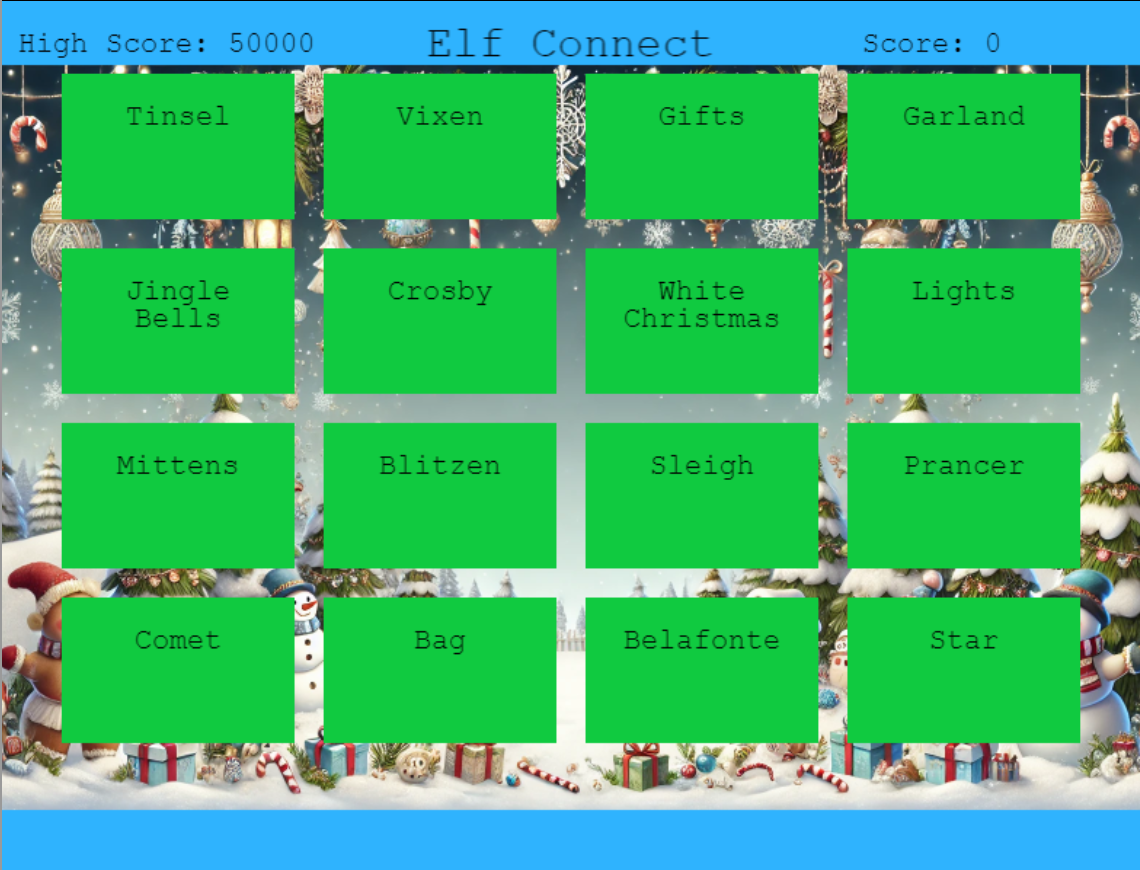 High Score: 50000 Elf Connect Score: 0
Tinsel Vixen Gifts Garland
Jingle Bells Crosby White Christmas Lights
Mittens Blitzen Sleigh Prancer
Comet Bag Belafonte Star